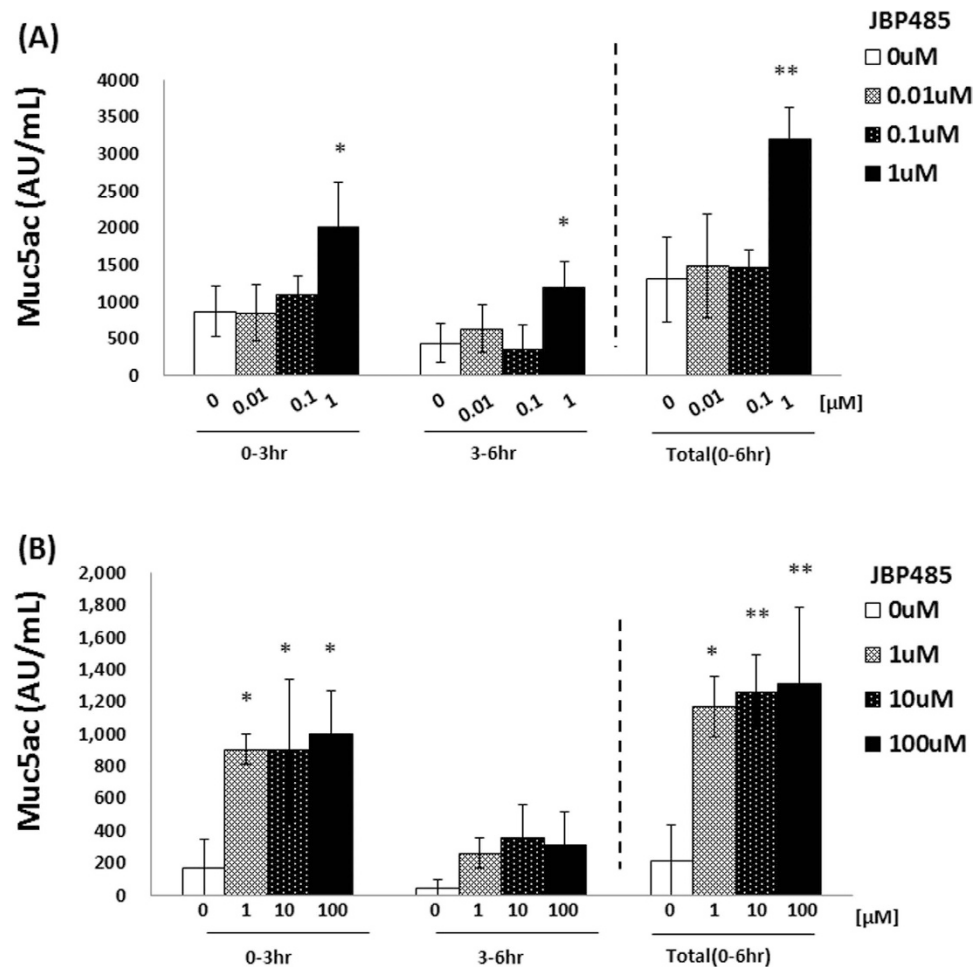 (A)
JBP485
0uM
0.01uM
0.1uM
1uM
Muc5ac (AU/mL)
4000
3500
3000
2500
2000
1500
1000
500
0
*
*
**
0 0.01 0.1 1 0 0.01 0.1 1 0 0.01 0.1 1 [μM]
0-3hr 3-6hr Total(0-6hr)
(B)
JBP485
0uM
1uM
10uM
100uM
Muc5ac (AU/mL)
2,000
1,800
1,600
1,400
1,200
1,000
800
600
400
200
0
* * *
* ** **
0 1 10 100 0 1 10 100 0 1 10 100 [μM]
0-3hr 3-6hr Total(0-6hr)